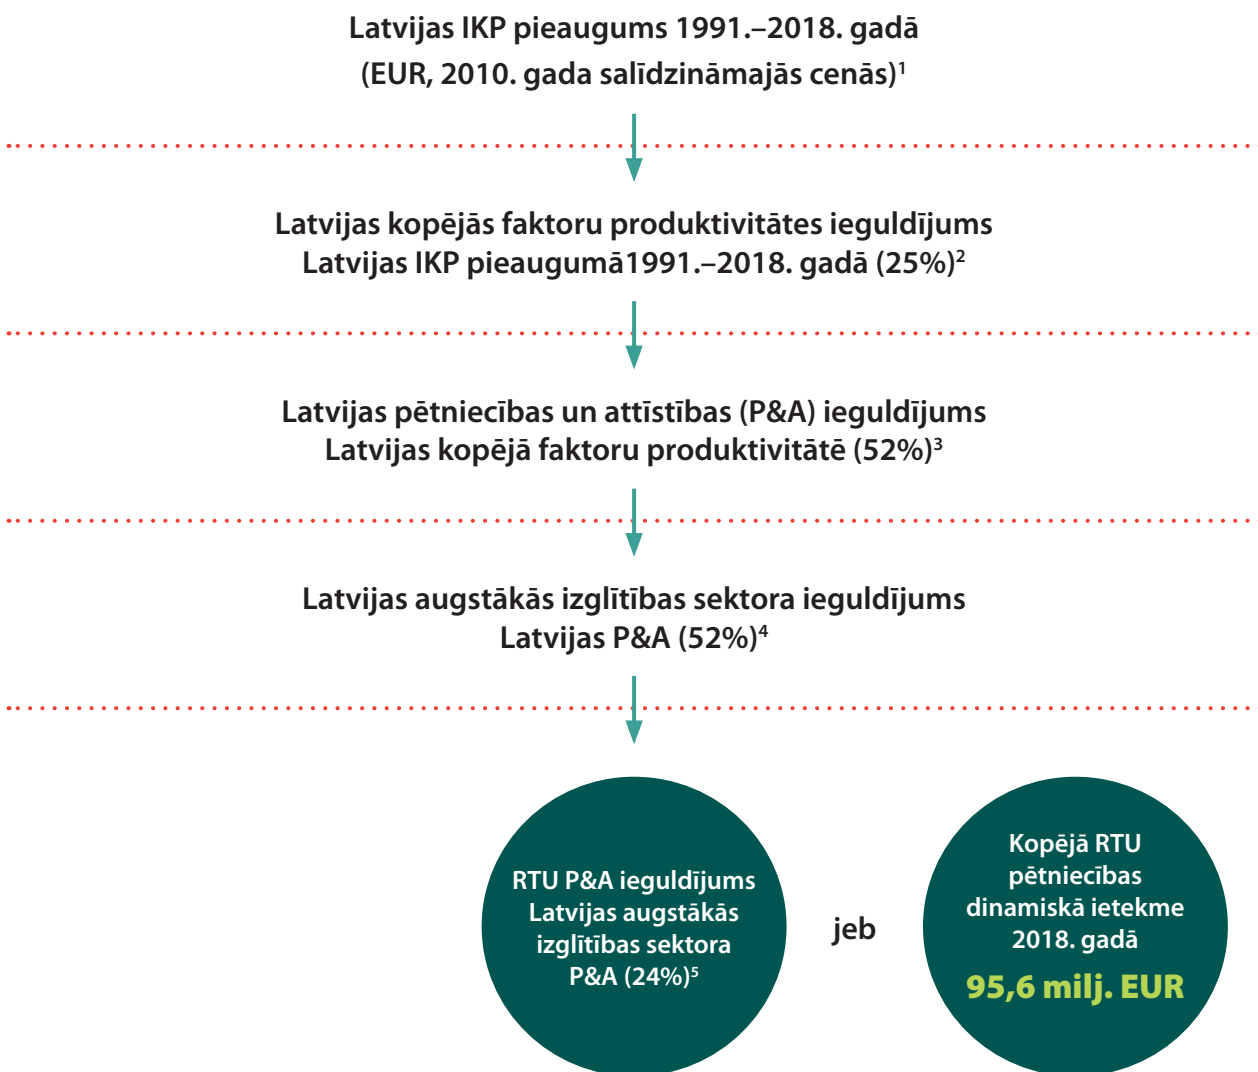 Latvijas IKP pieaugums 1991.–2018. gadā
(EUR, 2010. gada salīdzināmajās cenās)¹
Latvijas kopējās faktoru produktivitātes ieguldījums
Latvijas IKP pieaugumā1991.–2018. gadā (25%)²
Latvijas pētniecības un attīstības (P&A) ieguldījums
Latvijas kopējā faktoru produktivitātē (52%)³
Latvijas augstākās izglītības sektora ieguldījums
Latvijas P&A (52%)⁴
RTU P&A ieguldījums
Latvijas augstākās
izglītības sektora
P&A (24%)⁵
jeb
Kopējā RTU
pētniecības
dinamiskā ietekme
2018. gadā
95,6 milj. EUR